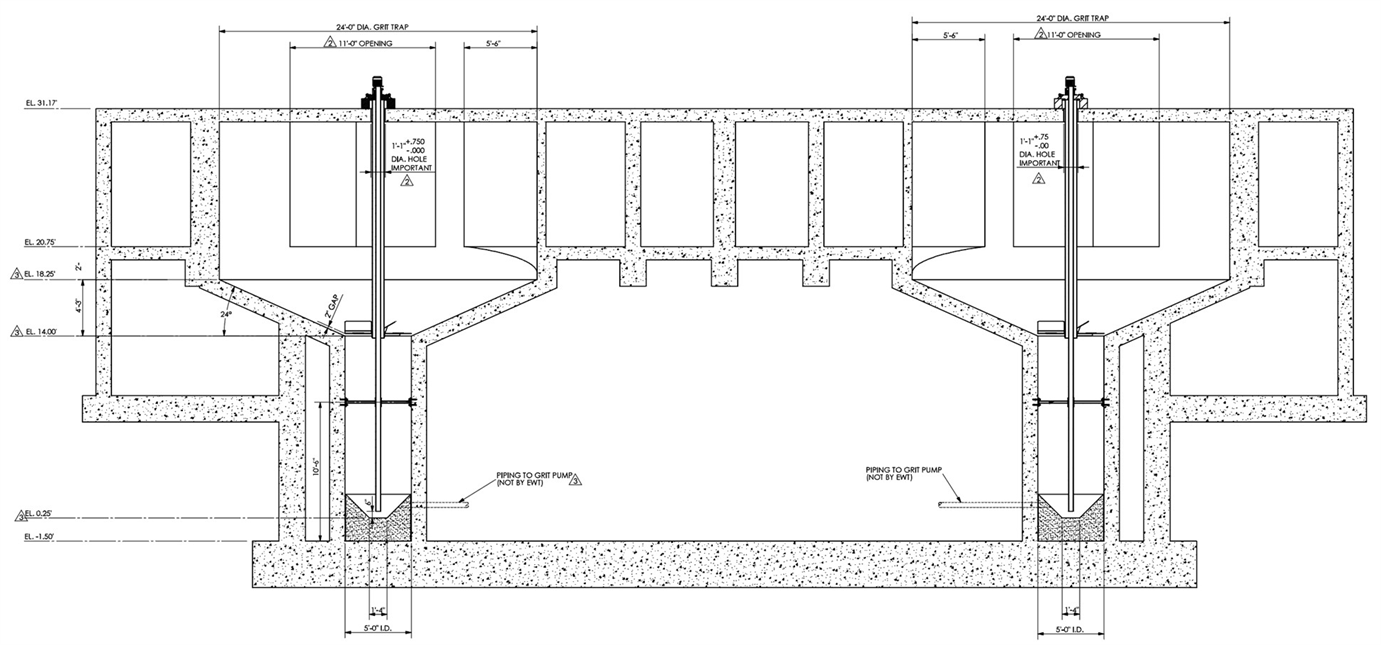 24'-0" DIA. GRIT TRAP
2 11'-0" OPENING
5'-6"
24'-0" DIA. GRIT TRAP
5'-6"
2 11'-0" OPENING
EL. 31.17'
1'-1" +.750
-.000
DIA. HOLE
IMPORTANT
2
1'-1" +.75
-.00
DIA. HOLE
IMPORTANT
2
EL. 20.75'
2'-
3 EL. 18.25'
4'-3"
24°
2" GAP
3 EL. 14.00'
10'-6"
PIPING TO GRIT PUMP
(NOT BY EWT) 3
PIPING TO GRIT PUMP
(NOT BY EWT)
6"
3 EL. 0.25'
EL. -1.50'
1'-4"
5'-0" I.D.
1'-4"
5'-0" I.D.